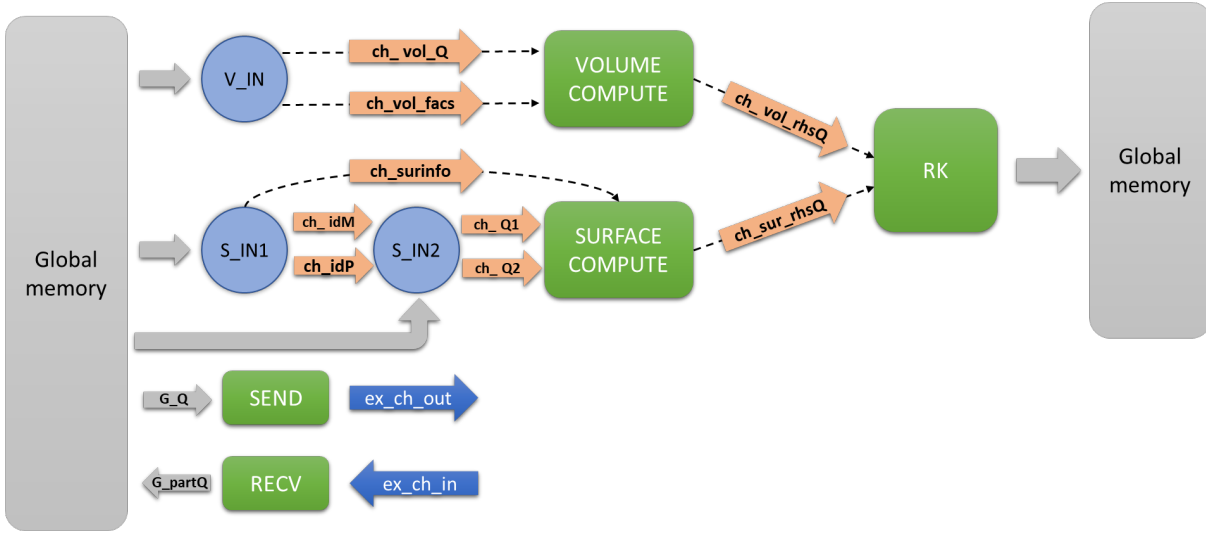 Global
memory
V_IN
ch_ vol_Q
ch_vol_facs
VOLUME
COMPUTE
ch_ vol_rhsQ
RK
Global
memory
ch_surinfo
S_IN1
ch_ idM
ch_idP
S_IN2
ch_ Q1
ch_ Q2
SURFACE
COMPUTE
ch_sur_rhsQ
G_Q
SEND
ex_ch_out
G_partQ
RECV
ex_ch_in